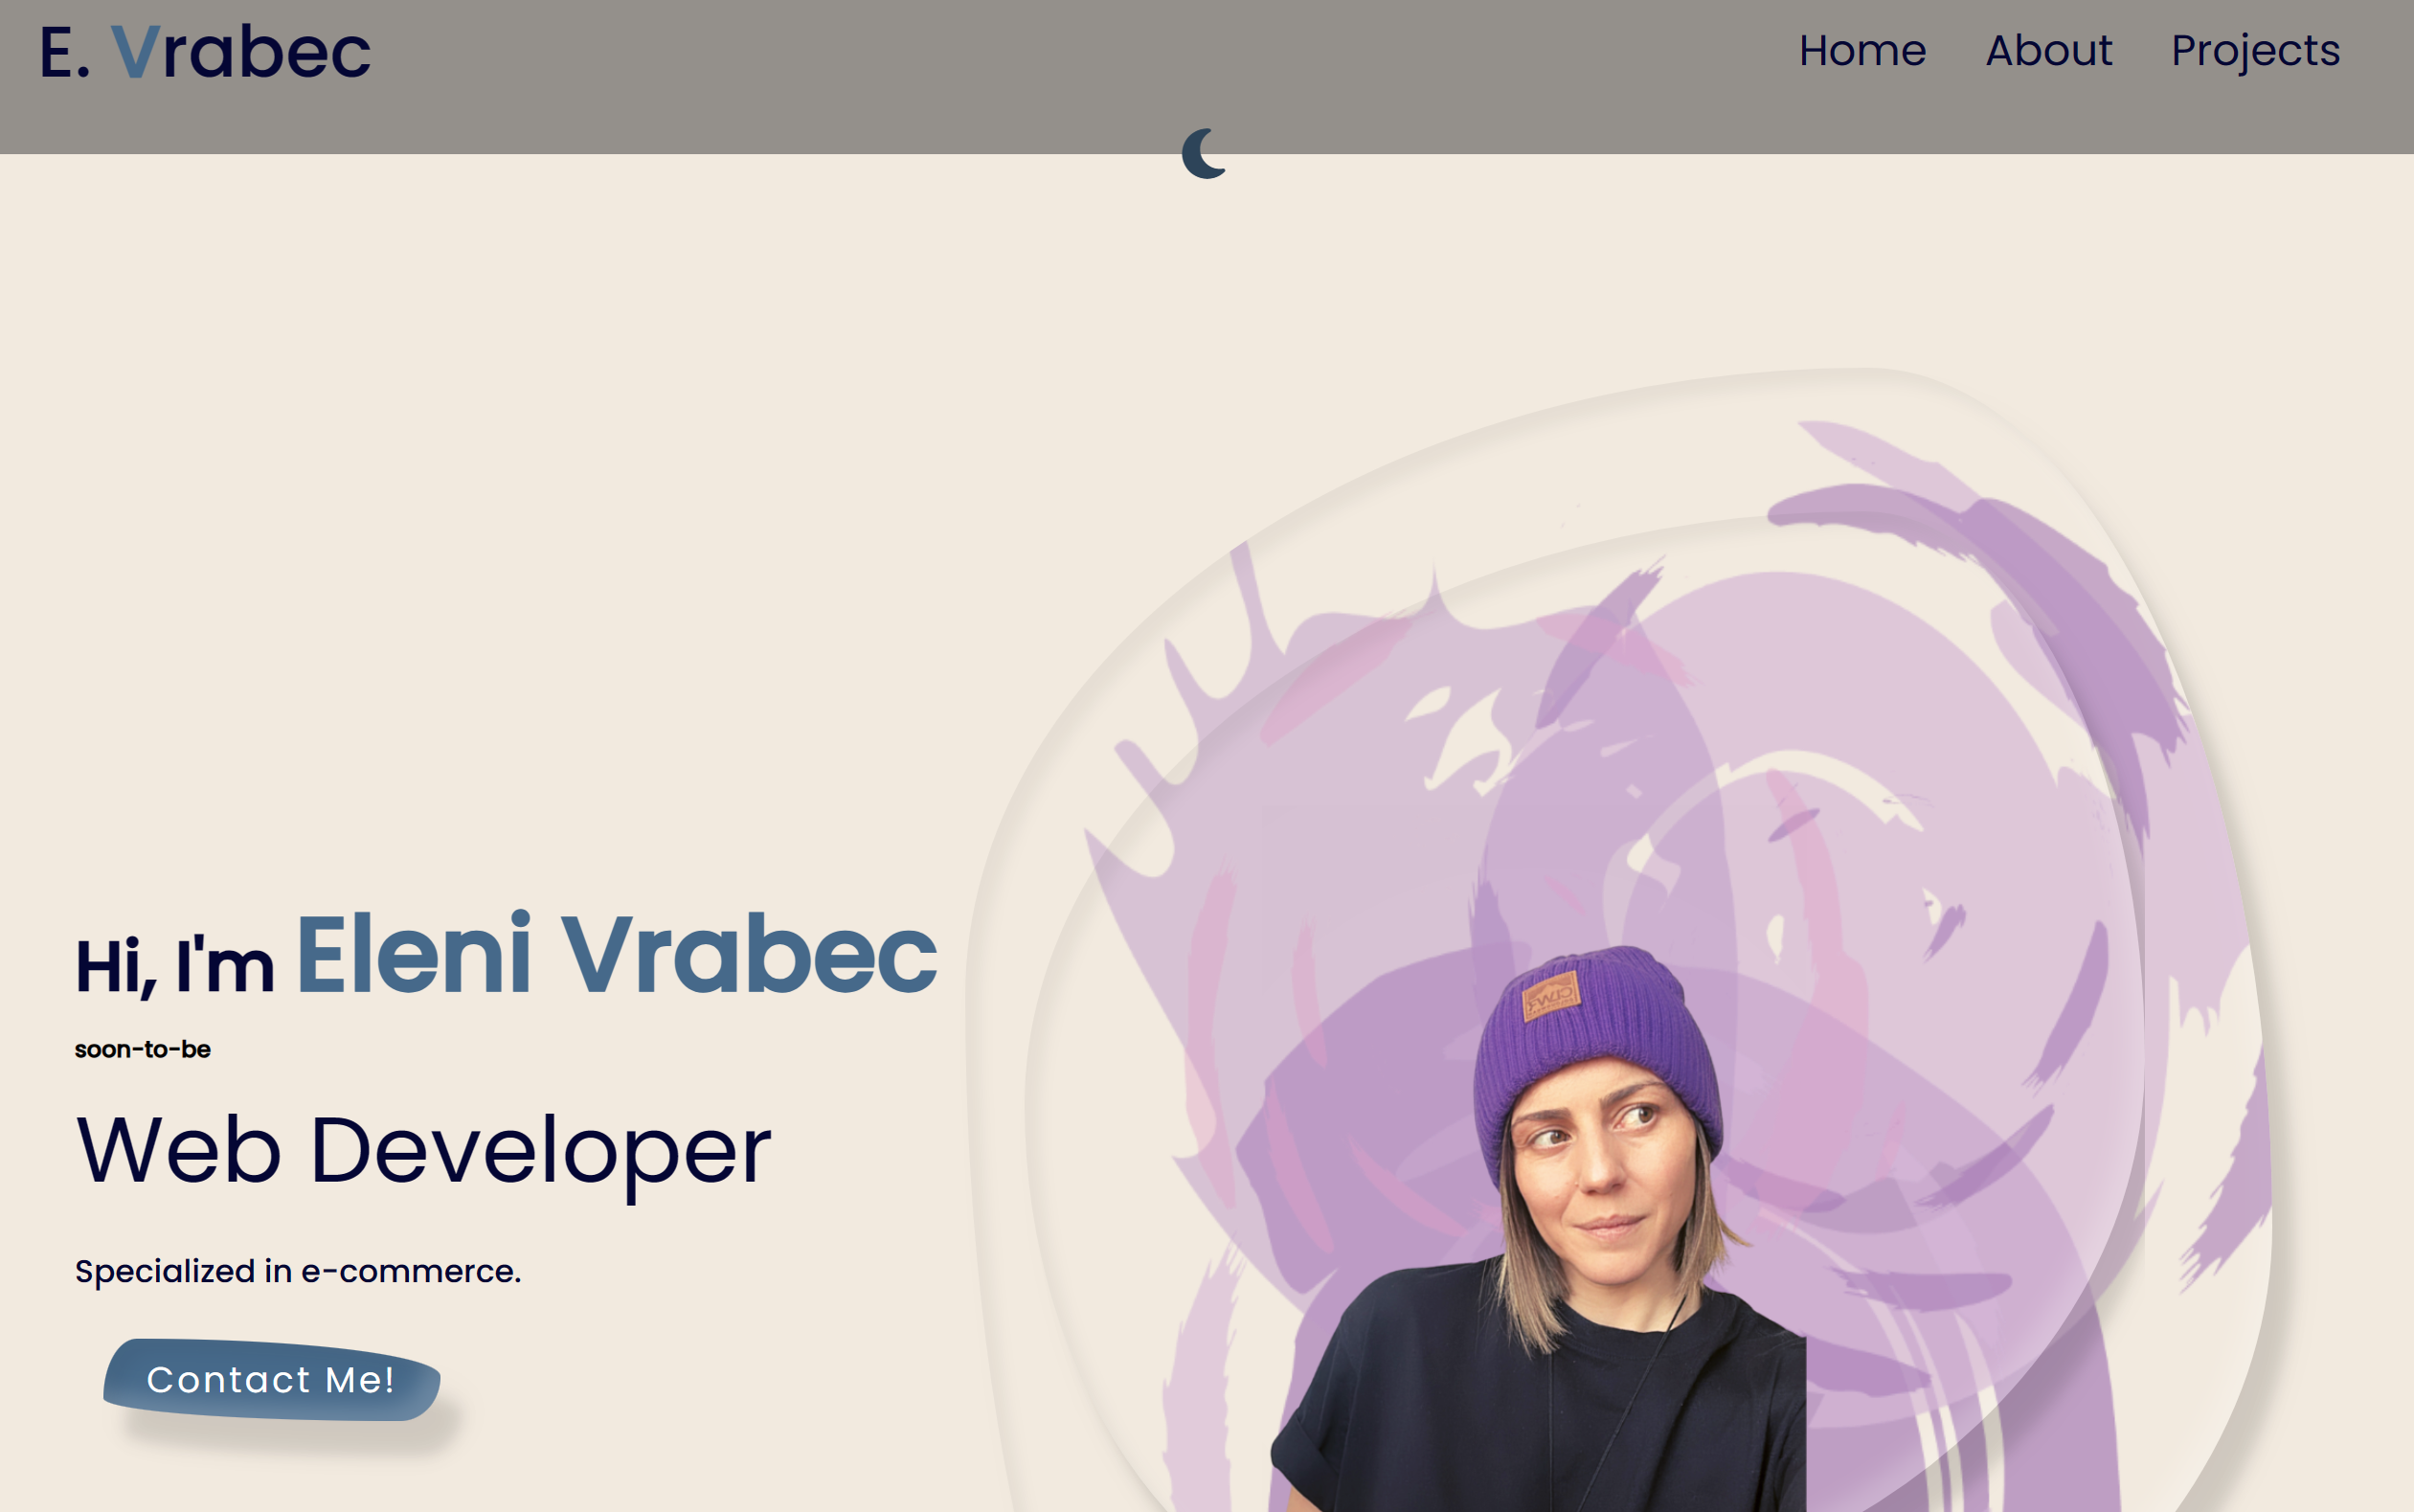 E. Vrabec
Home About Projects
Hi, I'm Eleni Vrabec
soon-to-be
Web Developer
Specialized in e-commerce.
Contact Me!